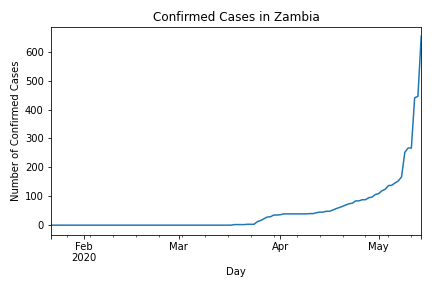 Confirmed Cases in Zambia
Number of Confirmed Cases
600
500
400
300
200
100
0
Feb
2020
Mar
Apr
May
Day